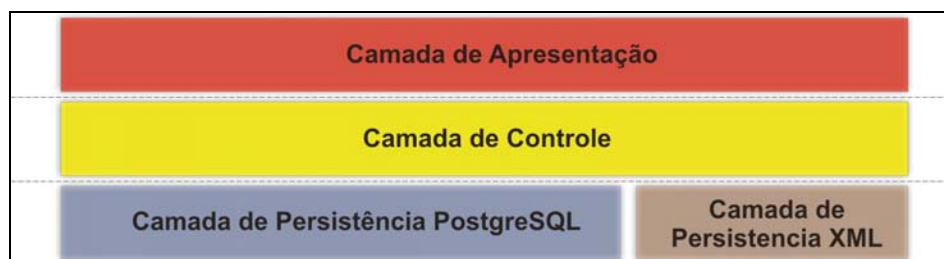 Camada de Apresentação
Camada de Controle
Camada de Persistência PostgreSQL
Camada de
Persistencia XML